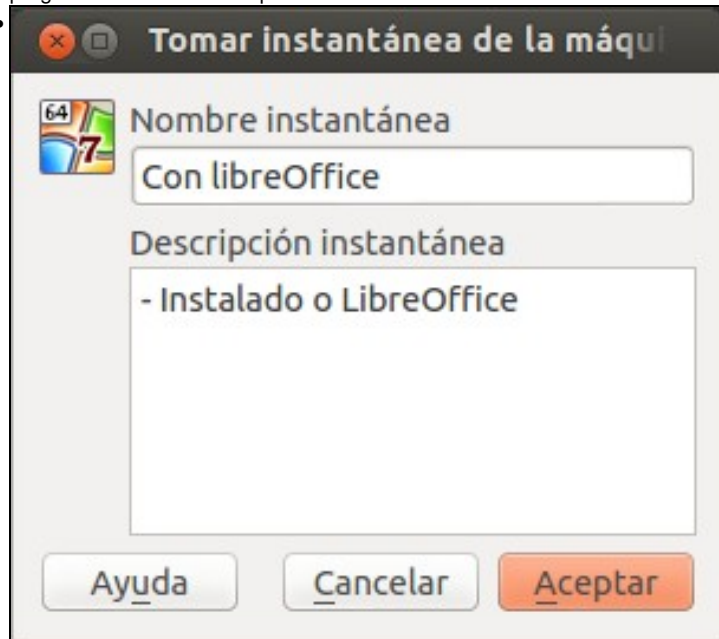 Tomar instantánea de la máqui
64
7
Nombre instantánea
Con libreOffice
Descripción instantánea
- Instalado o LibreOffice
Ayuda
Cancelar
Aceptar